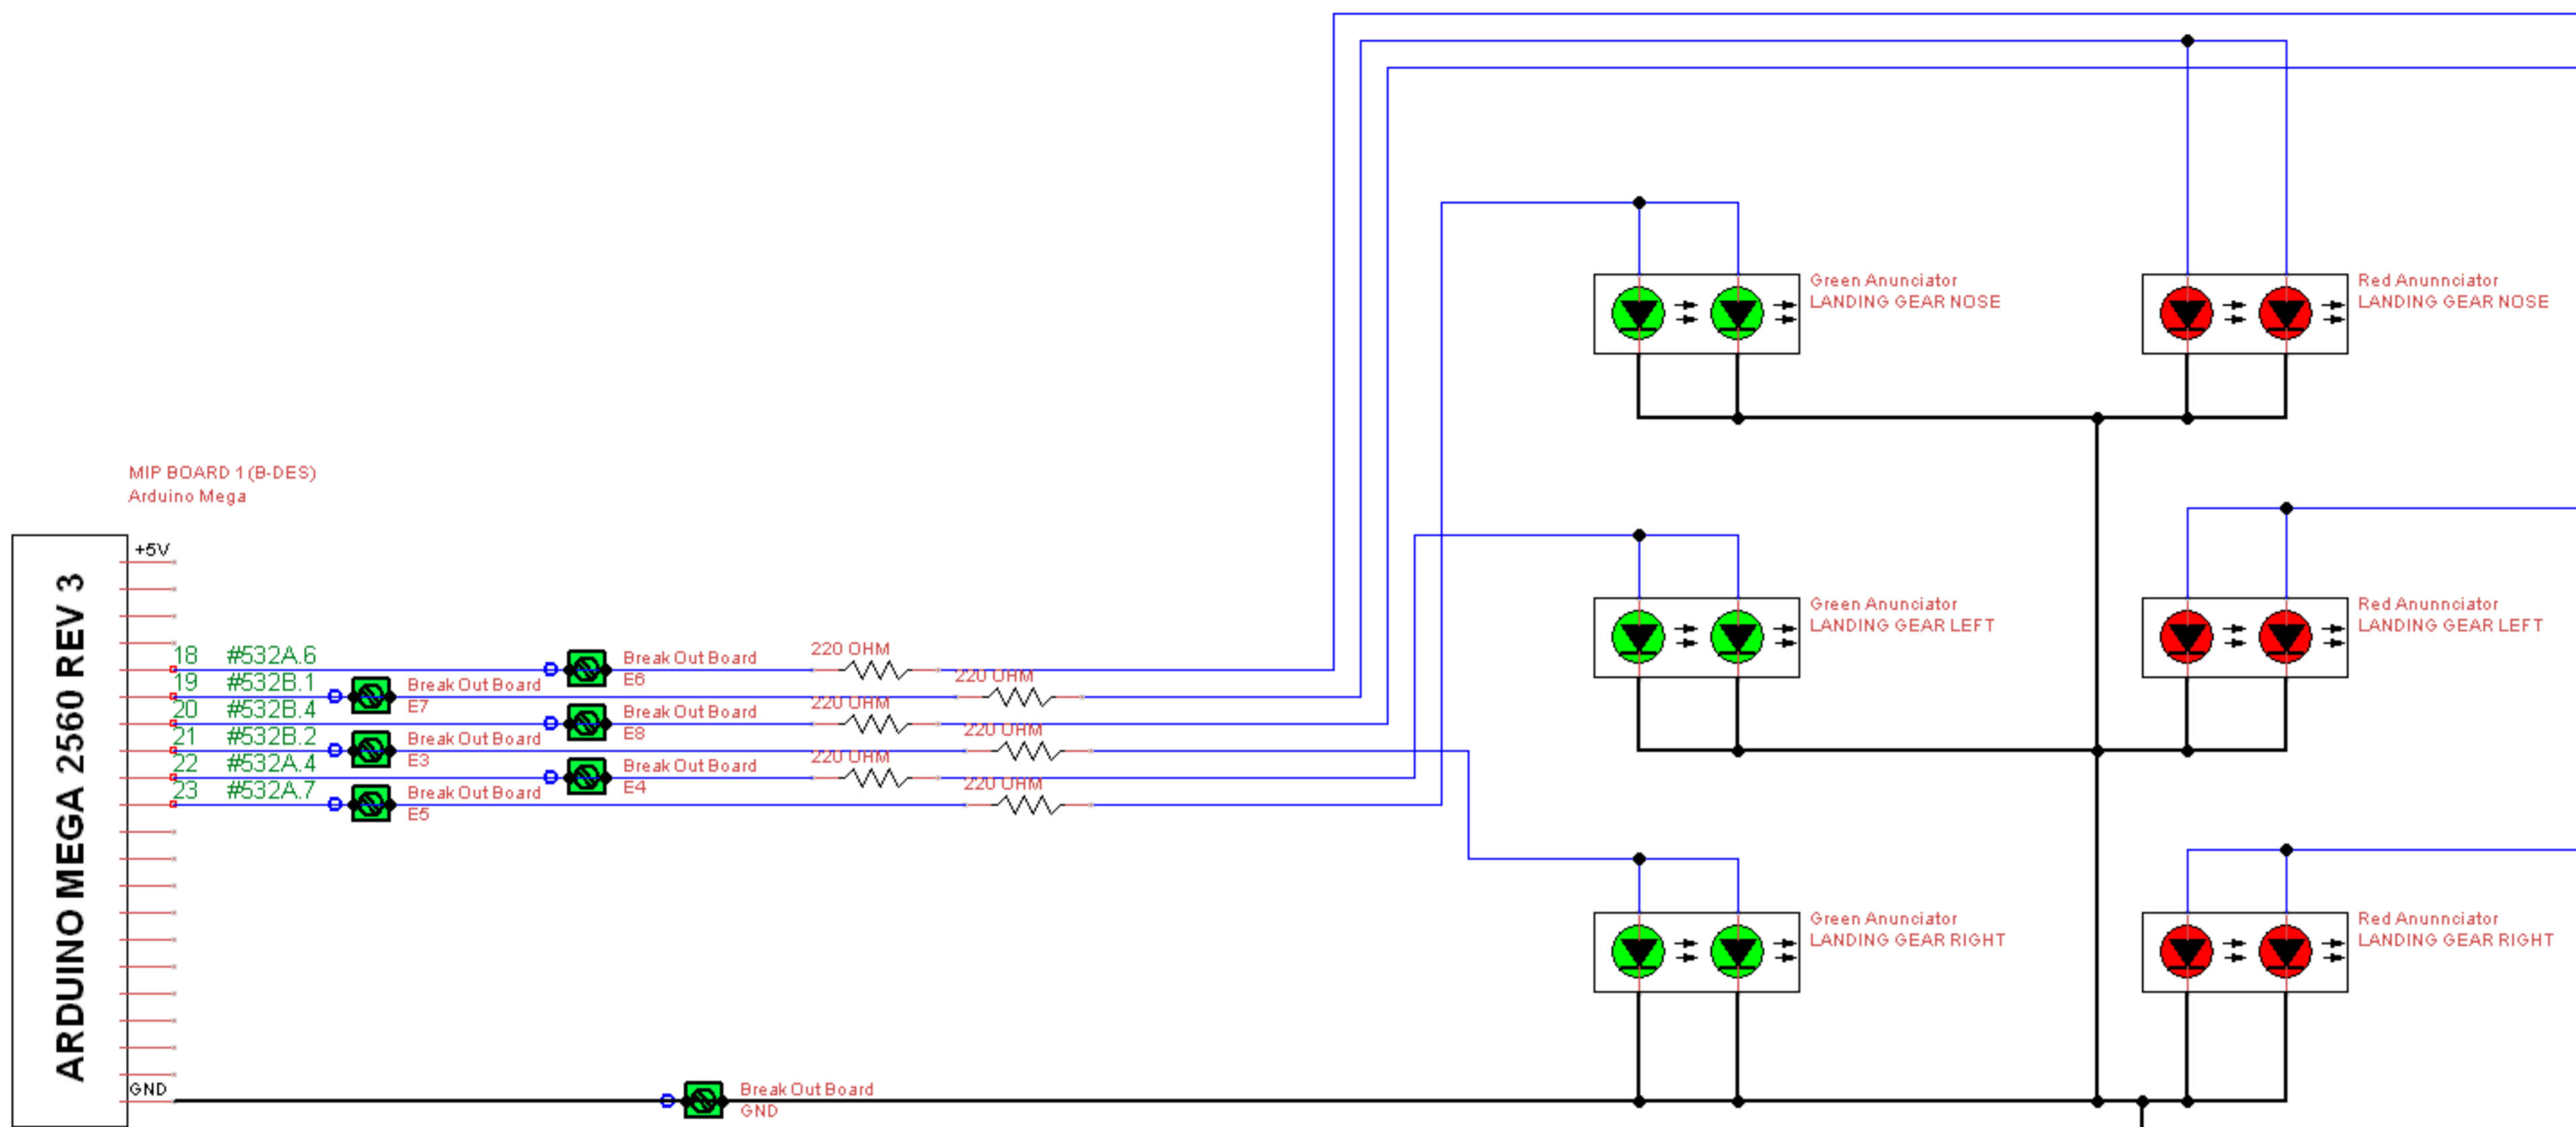 Green Anunciator
LANDING GEAR NOSE
Red Anunnciator
LANDING GEAR NOSE
MIP BOARD 1 (B-DES)
Arduino Mega
ARDUINO MEGA 2560 REV 3
+5V
Green Anunciator
LANDING GEAR LEFT
Red Anunnciator
LANDING GEAR LEFT
18 #532A.6
Break Out Board
E6
220 OHM
19 #532B.1
Break Out Board
E7
220 OHM
20 #532B.4
Break Out Board
E8
220 OHM
21 #532B.2
Break Out Board
E3
220 OHM
22 #532A.4
Break Out Board
E4
220 OHM
23 #532A.7
Break Out Board
E5
220 OHM
Green Anunciator
LANDING GEAR RIGHT
Red Anunnciator
LANDING GEAR RIGHT
GND
Break Out Board
GND